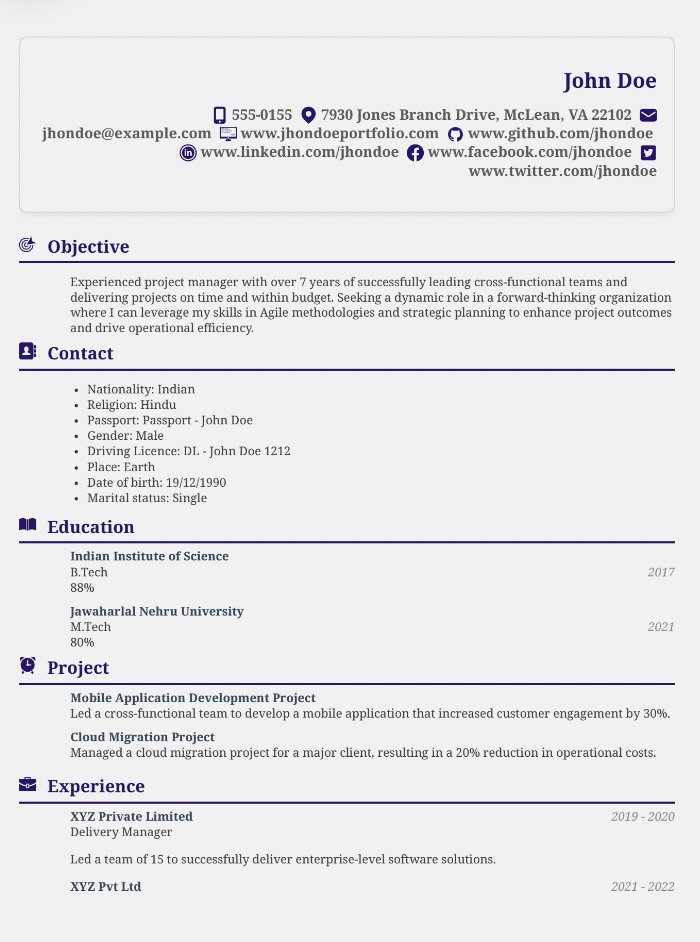 John Doe
555-0155 7930 Jones Branch Drive, McLean, VA 22102
jhondoe@example.com www.jhondoeportfolio.com www.github.com/jhondoe
www.linkedin.com/jhondoe www.facebook.com/jhondoe
www.twitter.com/jhondoe
Objective
Experienced project manager with over 7 years of successfully leading cross-functional teams and
delivering projects on time and within budget. Seeking a dynamic role in a forward-thinking organization
where I can leverage my skills in Agile methodologies and strategic planning to enhance project outcomes
and drive operational efficiency.
Contact
• Nationality: Indian
• Religion: Hindu
• Passport: Passport - John Doe
• Gender: Male
• Driving Licence: DL - John Doe 1212
• Place: Earth
• Date of birth: 19/12/1990
• Marital status: Single
Education
Indian Institute of Science
B.Tech 2017
88%
Jawaharlal Nehru University
M.Tech 2021
80%
Project
Mobile Application Development Project
Led a cross-functional team to develop a mobile application that increased customer engagement by 30%.
Cloud Migration Project
Managed a cloud migration project for a major client, resulting in a 20% reduction in operational costs.
Experience
XYZ Private Limited 2019 - 2020
Delivery Manager
Led a team of 15 to successfully deliver enterprise-level software solutions.
XYZ Pvt Ltd 2021 - 2022